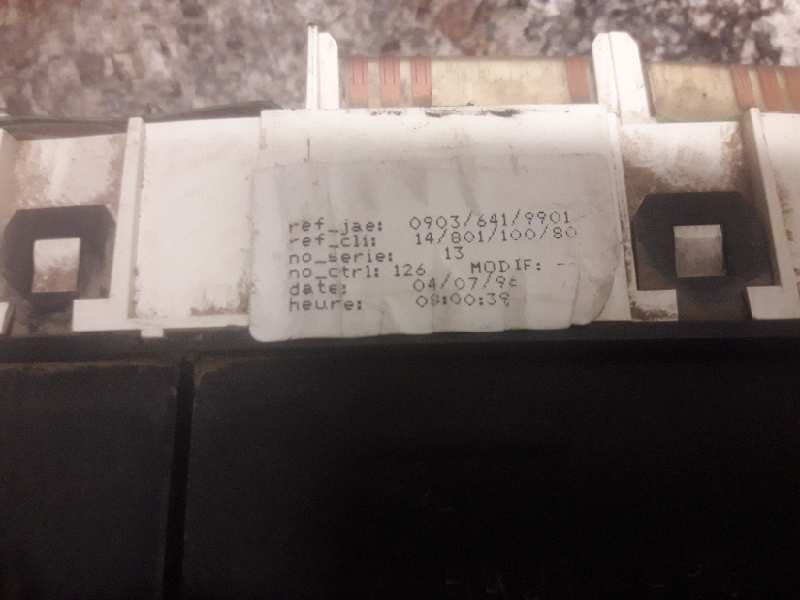 ref_jae: 0903/641/9901
ref_cli: 14/801/100/80
no_serie: 13
no_ctrl: 126 MODIF: --
date:
heure: 08:00:39